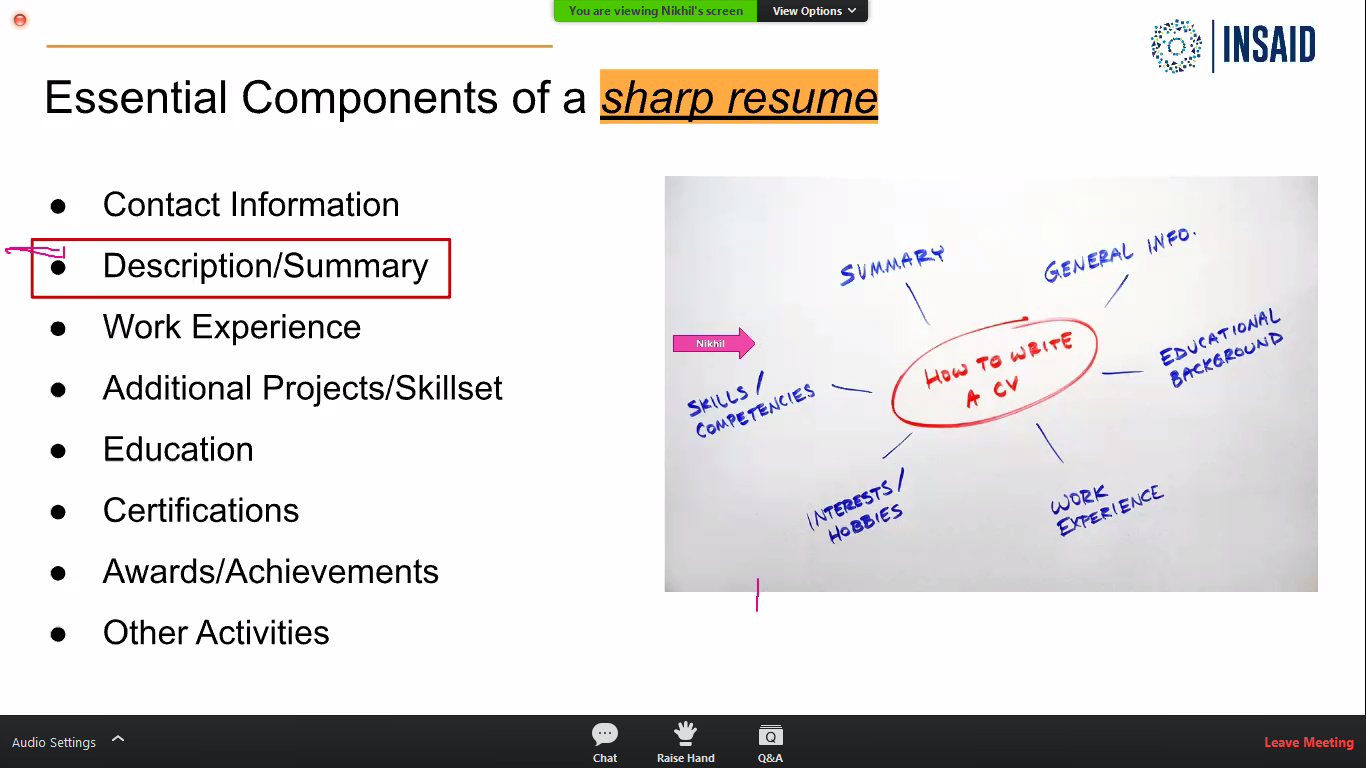 You are viewing Nikhil's screen
View Options
INSAID
Essential Components of a sharp resume
Contact Information
Description/Summary
Work Experience
Additional Projects/Skillset
Education
Certifications
Awards/Achievements
Other Activities
SUMMARY
GENERAL INFO.
Nikhil
HOW TO WRITE
A CV
EDUCATIONAL
BACKGROUND
SKILLS/
COMPETENCIES
INTERESTS/
HOBBIES
WORK
EXPERIENCE
Audio Settings
Chat
Raise Hand
Q&A
Leave Meeting